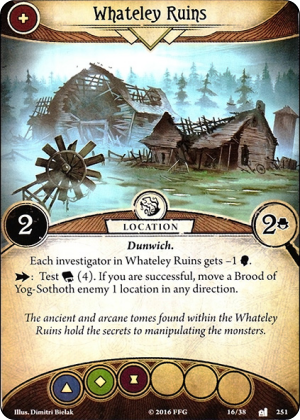 Whateley Ruins
2
LOCATION
2
Dunwich.
Each investigator in Whateley Ruins gets –1 .
: Test (4). If you are successful, move a Brood of
Yog-Sothoth enemy 1 location in any direction.
The ancient and arcane tomes found within the Whateley
Ruins hold the secrets to manipulating the monsters.
Illus. Dimitri Bielak
© 2016 FFG
16/38
251